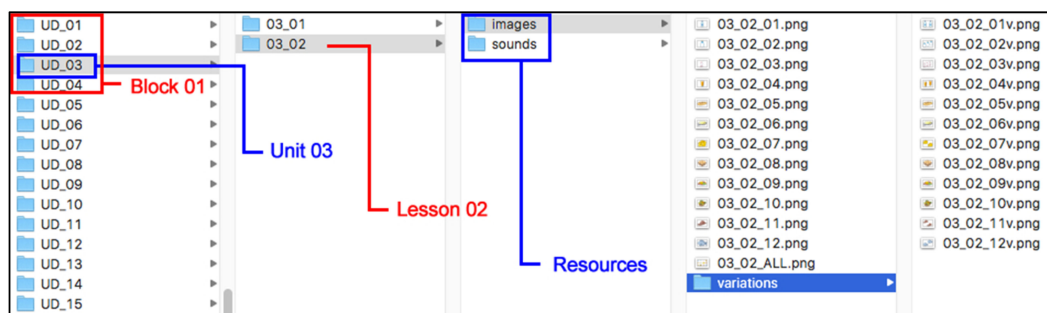 UD_01
UD_02
UD_03
UD_04
UD_05
UD_06
UD_07
UD_08
UD_09
UD_10
UD_11
UD_12
UD_13
UD_14
UD_15
Block 01
Unit 03
03_01
03_02
Lesson 02
images
sounds
Resources
03_02_01.png
03_02_02.png
03_02_03.png
03_02_04.png
03_02_05.png
03_02_06.png
03_02_07.png
03_02_08.png
03_02_09.png
03_02_10.png
03_02_11.png
03_02_12.png
03_02_ALL.png
variations
03_02_01v.png
03_02_02v.png
03_02_03v.png
03_02_04v.png
03_02_05v.png
03_02_06v.png
03_02_07v.png
03_02_08v.png
03_02_09v.png
03_02_10v.png
03_02_11v.png
03_02_12v.png